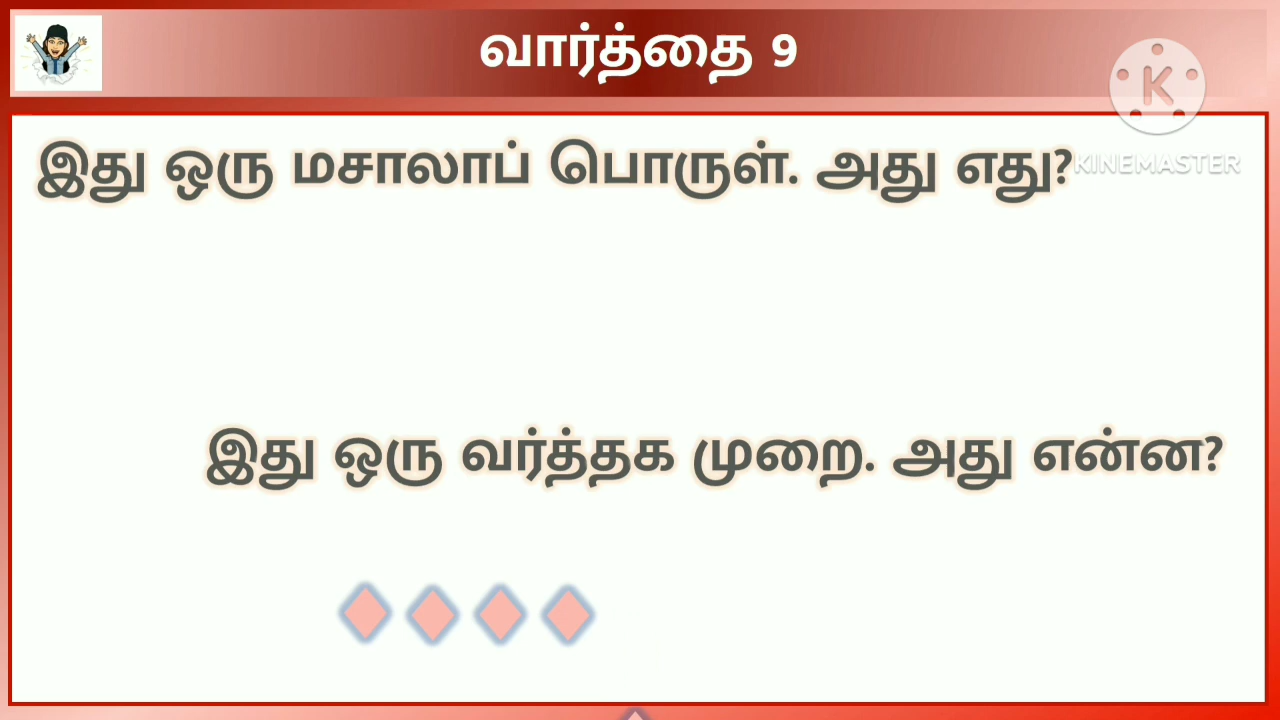 வார்த்தை 9
இது ஒரு மசாலாப் பொருள். அது எது?
KINEMASTER
இது ஒரு வர்த்தக முறை. அது என்ன?